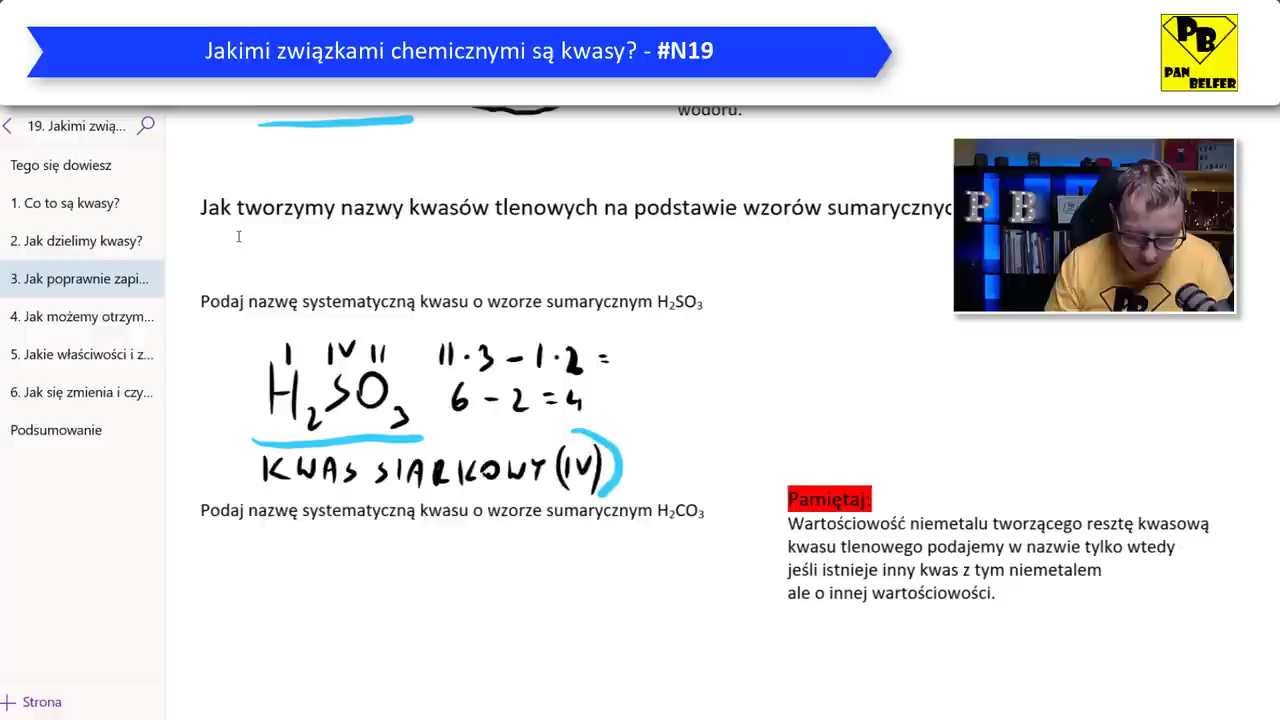 Jakimi związkami chemicznymi są kwasy? - #N19
PB
PAN
BELFER
wodoru.
19. Jakimi zwią...
Tego się dowiesz
1. Co to są kwasy?
2. Jak dzielimy kwasy?
3. Jak poprawnie zapi...
4. Jak możemy otrzym...
5. Jakie właściwości i z...
6. Jak się zmienia i czy...
Podsumowanie
Strona
Jak tworzymy nazwy kwasów tlenowych na podstawie wzorów sumaryczny
P B
PB
Podaj nazwę systematyczną kwasu o wzorze sumarycznym H₂SO₃
I IV II II · 3 - 1 · 2 =
H₂SO₃ 6 - 2 = 4
KWAS SIARKOWY (IV)
Podaj nazwę systematyczną kwasu o wzorze sumarycznym H₂CO₃
Pamiętaj:
Wartościowość niemetalu tworzącego resztę kwasową
kwasu tlenowego podajemy w nazwie tylko wtedy
jeśli istnieje inny kwas z tym niemetalem
ale o innej wartościowości.